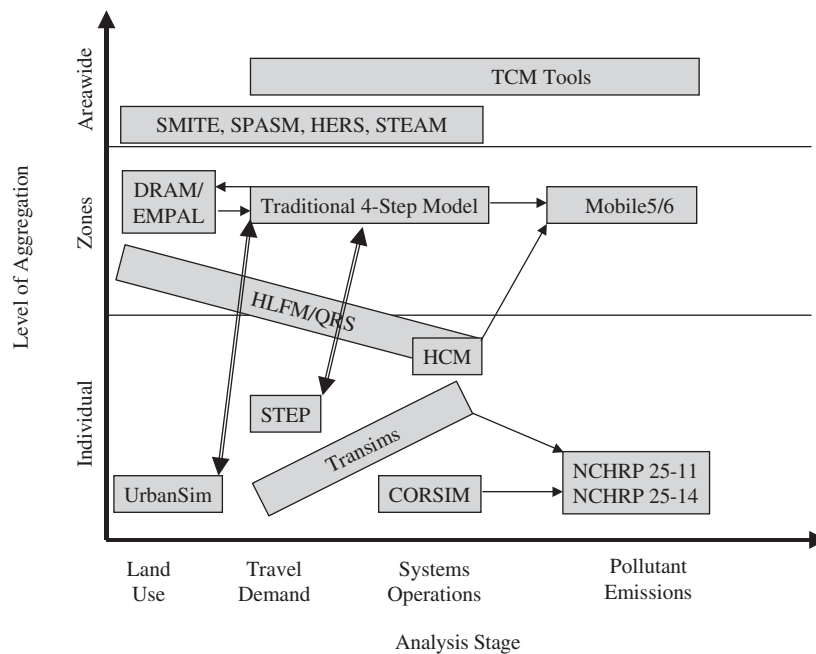 Level of Aggregation
Areawide
Zones
Individual
TCM Tools
SMITE, SPASM, HERS, STEAM
DRAM/
EMPAL
Traditional 4-Step Model
Mobile5/6
HLFM/QRS
HCM
STEP
Transims
UrbanSim
CORSIM
NCHRP 25-11
NCHRP 25-14
Land
Use
Travel
Demand
Systems
Operations
Pollutant
Emissions
Analysis Stage